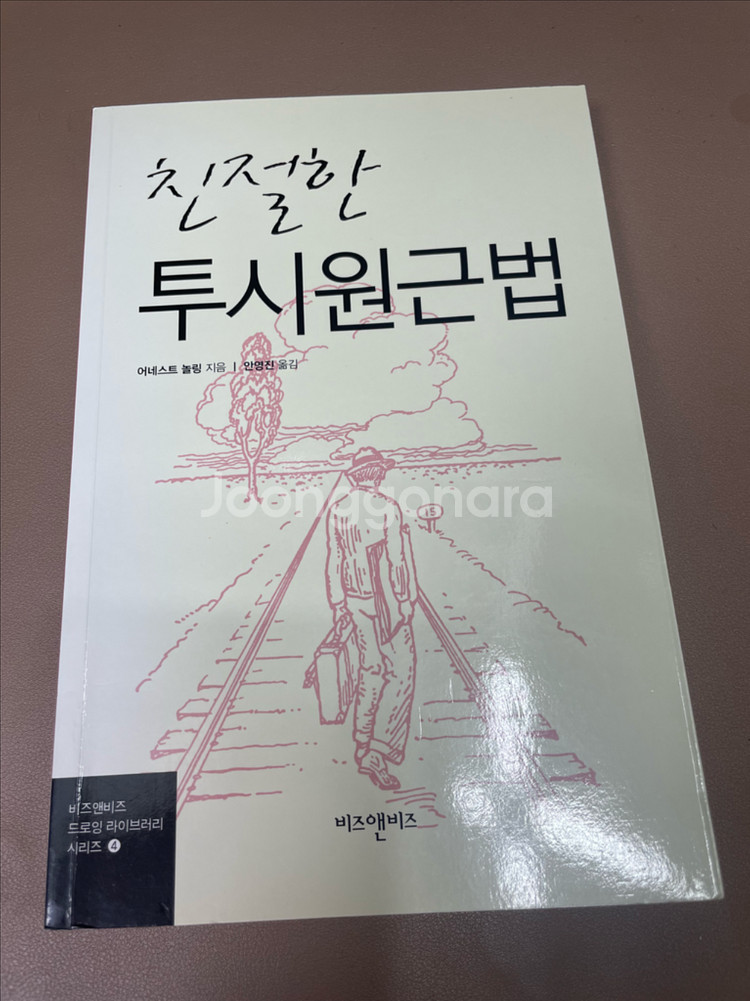 친절한
투시원근법
어네스트 놀링 지음 | 안영진 옮김
Joonggonara
15
비즈앤비즈
드로잉 라이브러리
시리즈 4
비즈앤비즈